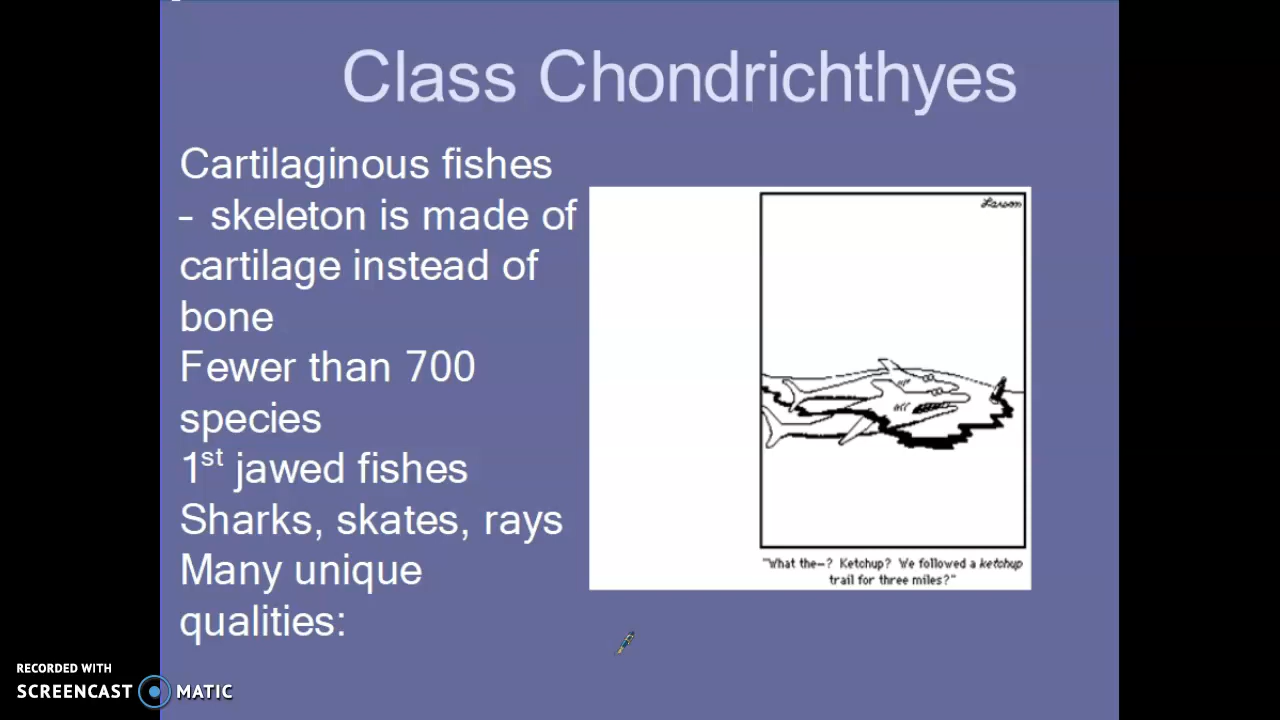 Class Chondrichthyes
Cartilaginous fishes
- skeleton is made of
cartilage instead of
bone
Fewer than 700
species
1st jawed fishes
Sharks, skates, rays
Many unique
qualities:
Larson
"What the—? Ketchup? We followed a ketchup
trail for three miles?"
RECORDED WITH
SCREENCAST MATIC